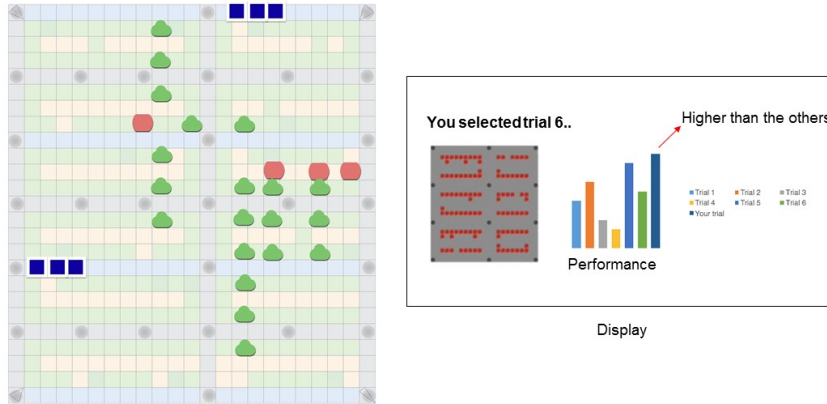 You selected trial 6..
Higher than the others
Trial 1
Trial 2
Trial 3
Trial 4
Trial 5
Trial 6
Your trial
Performance
Display